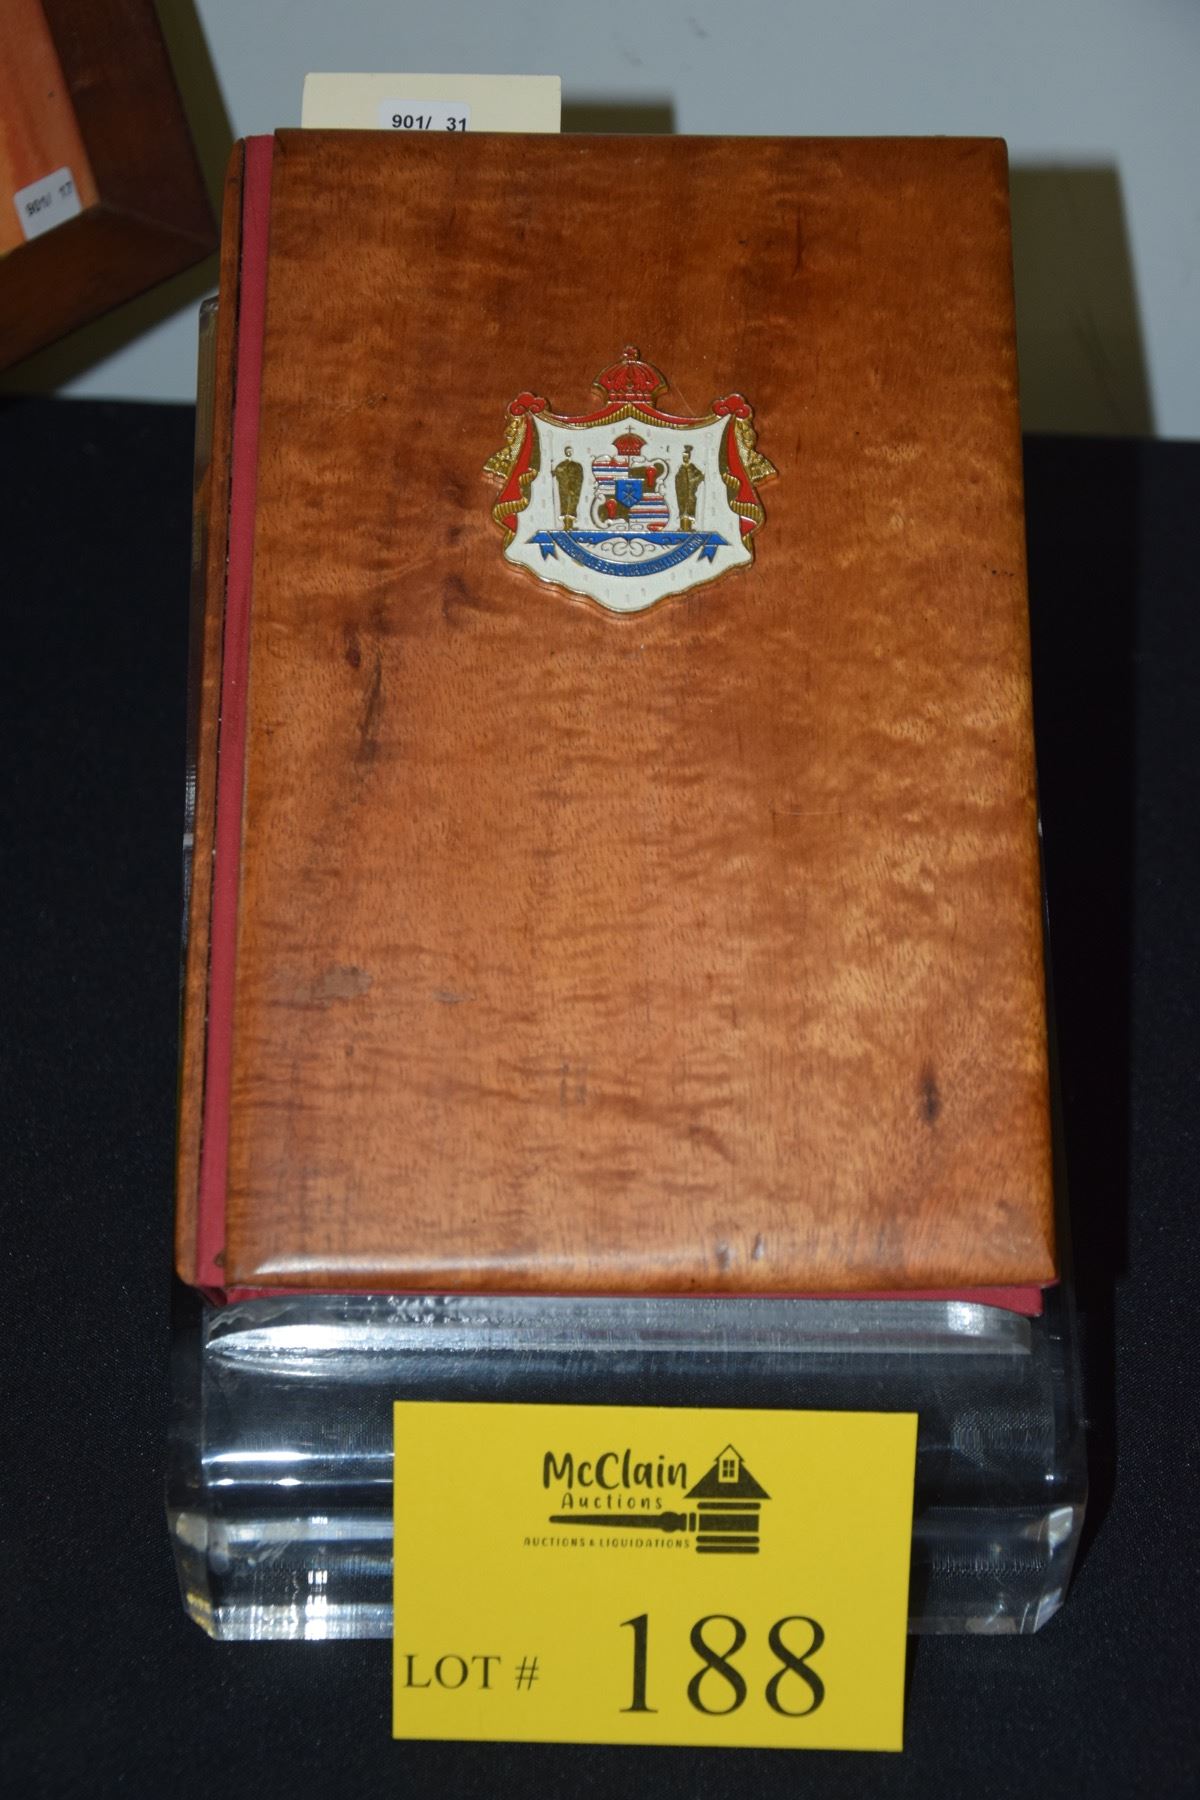 901/ 31
McClain
Auctions
AUCTIONS & LIQUIDATIONS
LOT # 188